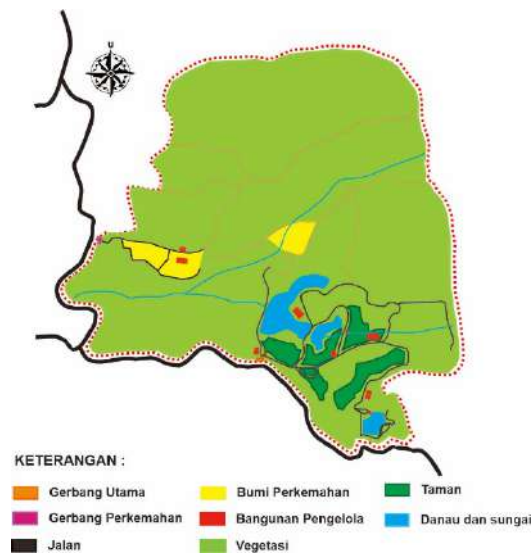 U
KETERANGAN :
Gerbang Utama
Bumi Perkemahan
Taman
Gerbang Perkemahan
Bangunan Pengelola
Danau dan sungai
Jalan
Vegetasi